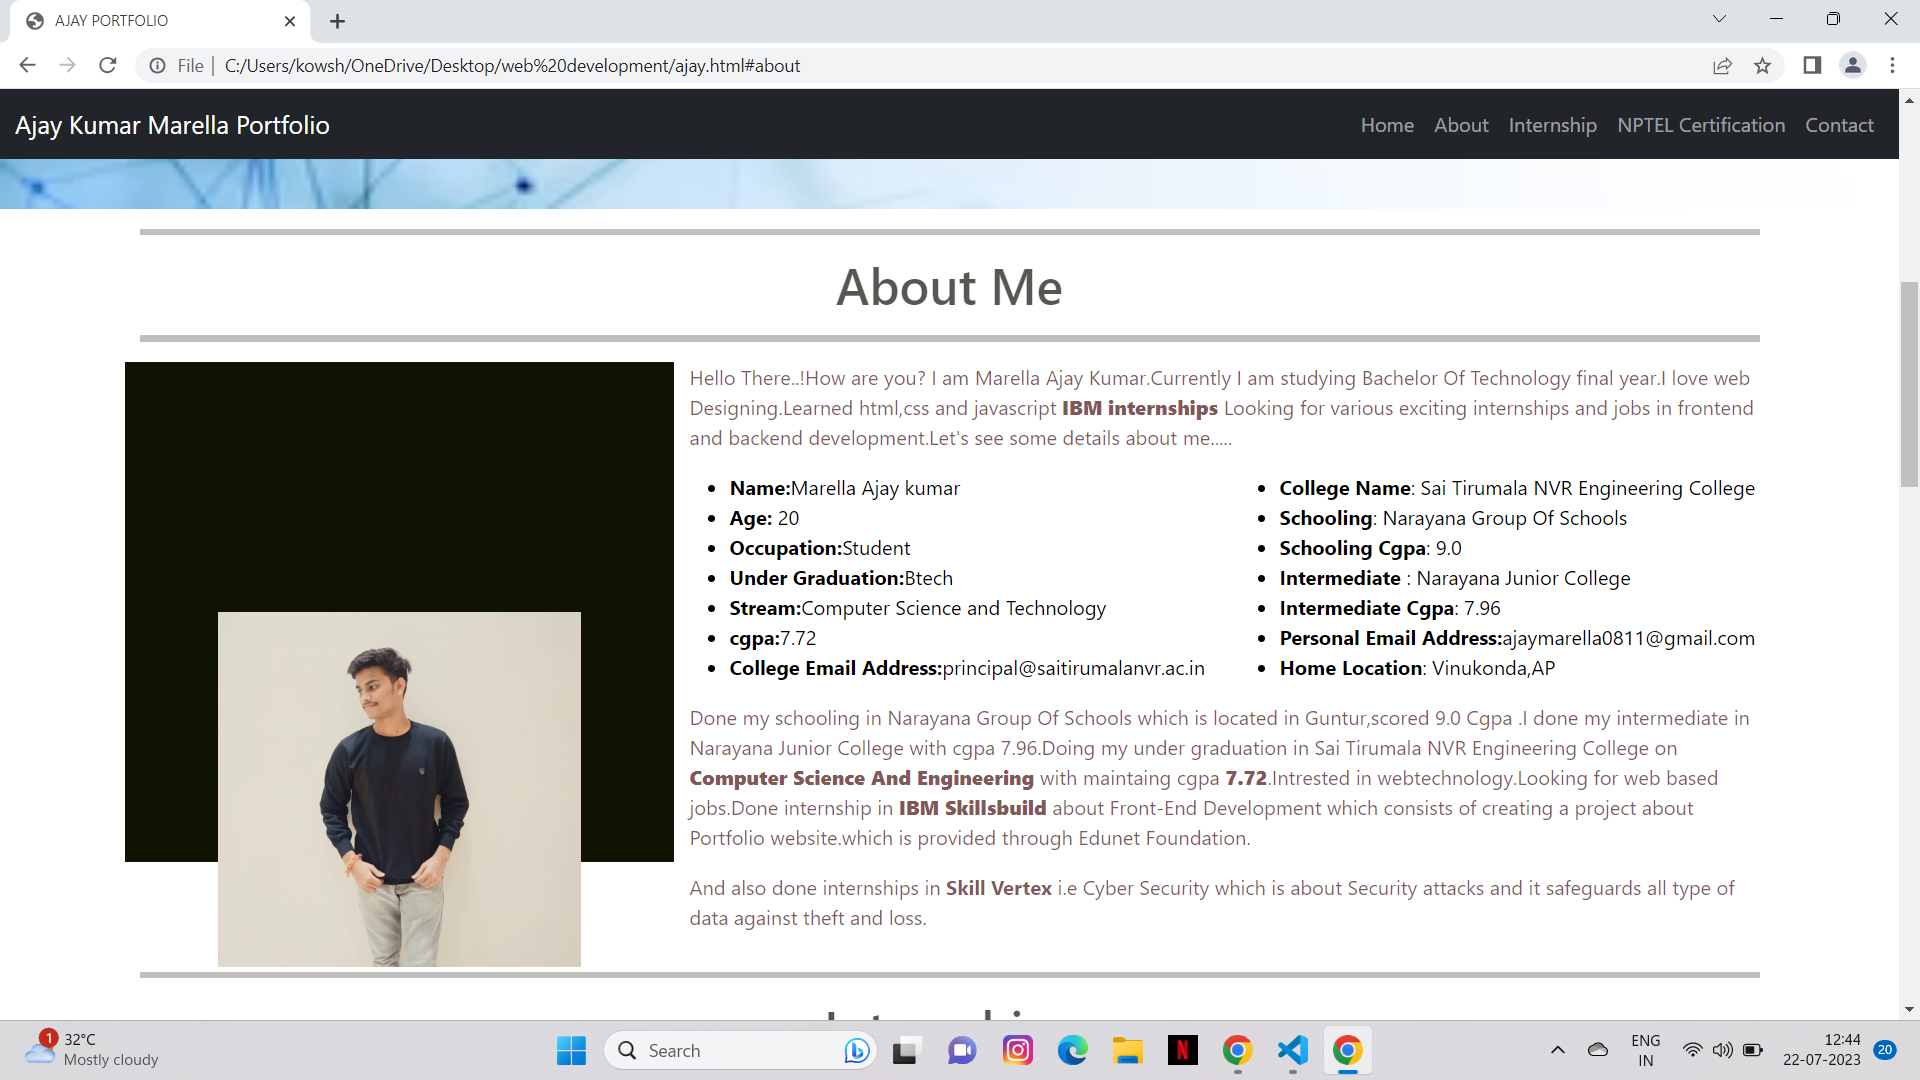 AJAY PORTFOLIO
File | C:/Users/kowsh/OneDrive/Desktop/web%20development/ajay.html#about
Ajay Kumar Marella Portfolio
Home About Internship NPTEL Certification Contact
About Me
Hello There..!How are you? I am Marella Ajay Kumar.Currently I am studying Bachelor Of Technology final year.I love web
Designing.Learned html,css and javascript IBM internships Looking for various exciting internships and jobs in frontend
and backend development.Let's see some details about me.....
Name:Marella Ajay kumar
Age: 20
Occupation:Student
Under Graduation:Btech
Stream:Computer Science and Technology
cgpa:7.72
College Email Address:principal@saitirumalanvr.ac.in
College Name: Sai Tirumala NVR Engineering College
Schooling: Narayana Group Of Schools
Schooling Cgpa: 9.0
Intermediate : Narayana Junior College
Intermediate Cgpa: 7.96
Personal Email Address:ajaymarella0811@gmail.com
Home Location: Vinukonda,AP
Done my schooling in Narayana Group Of Schools which is located in Guntur,scored 9.0 Cgpa .I done my intermediate in
Narayana Junior College with cgpa 7.96.Doing my under graduation in Sai Tirumala NVR Engineering College on
Computer Science And Engineering with maintaing cgpa 7.72.Intrested in webtechnology.Looking for web based
jobs.Done internship in IBM Skillsbuild about Front-End Development which consists of creating a project about
Portfolio website.which is provided through Edunet Foundation.
And also done internships in Skill Vertex i.e Cyber Security which is about Security attacks and it safeguards all type of
data against theft and loss.
1
32°C
Mostly cloudy
Search
N
ENG
IN
12:44
22-07-2023
20